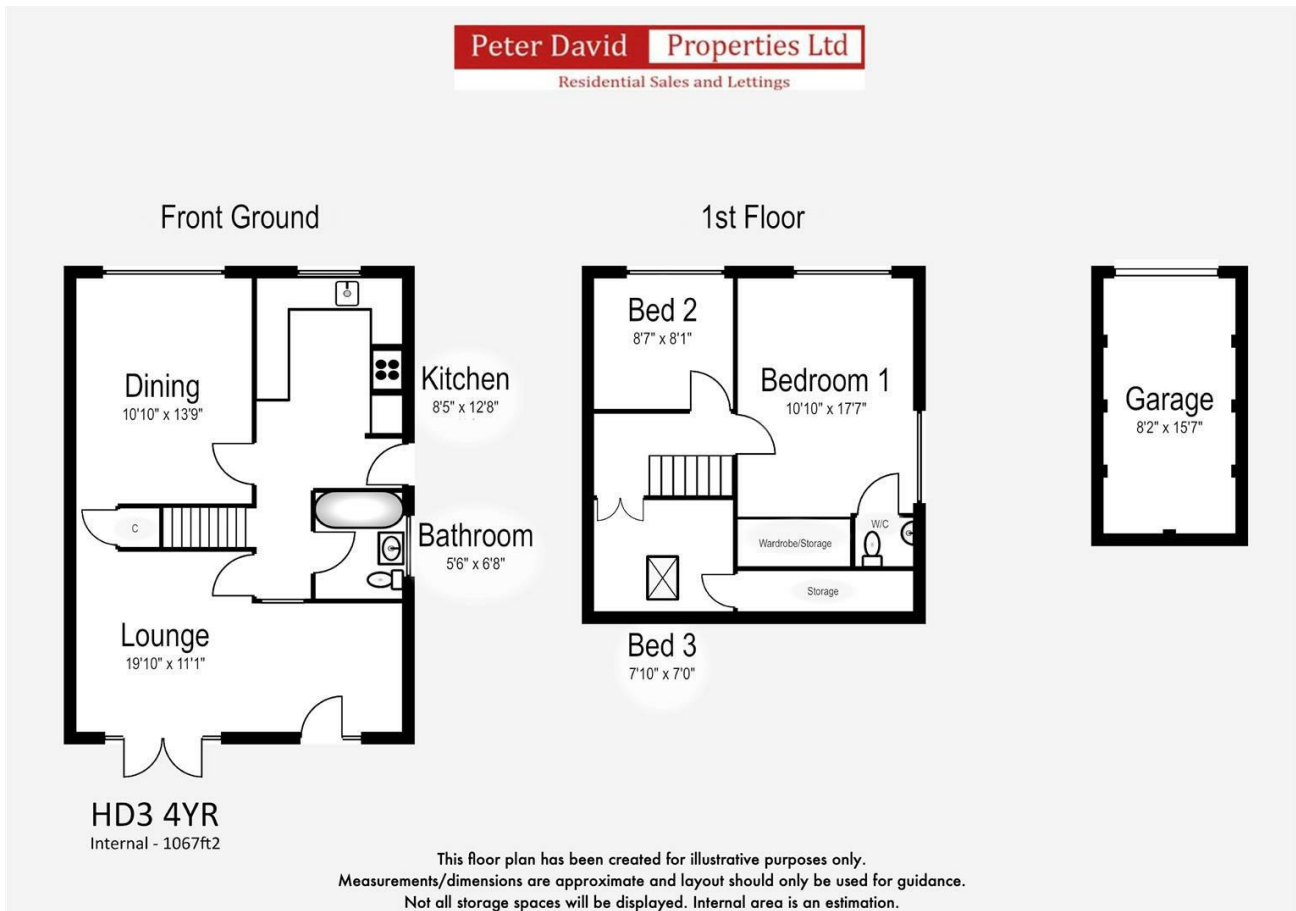 Peter David Properties Ltd
Residential Sales and Lettings
Front Ground
1st Floor
Dining
10'10" x 13'9"
Kitchen
8'5" x 12'8"
C
Bathroom
5'6" x 6'8"
Lounge
19'10" x 11'1"
Bed 2
8'7" x 8'1"
Bedroom 1
10'10" x 17'7"
W/C
Wardrobe/Storage
Storage
Bed 3
7'10" x 7'0"
Garage
8'2" x 15'7"
HD3 4YR
Internal - 1067ft2
This floor plan has been created for illustrative purposes only.
Measurements/dimensions are approximate and layout should only be used for guidance.
Not all storage spaces will be displayed. Internal area is an estimation.